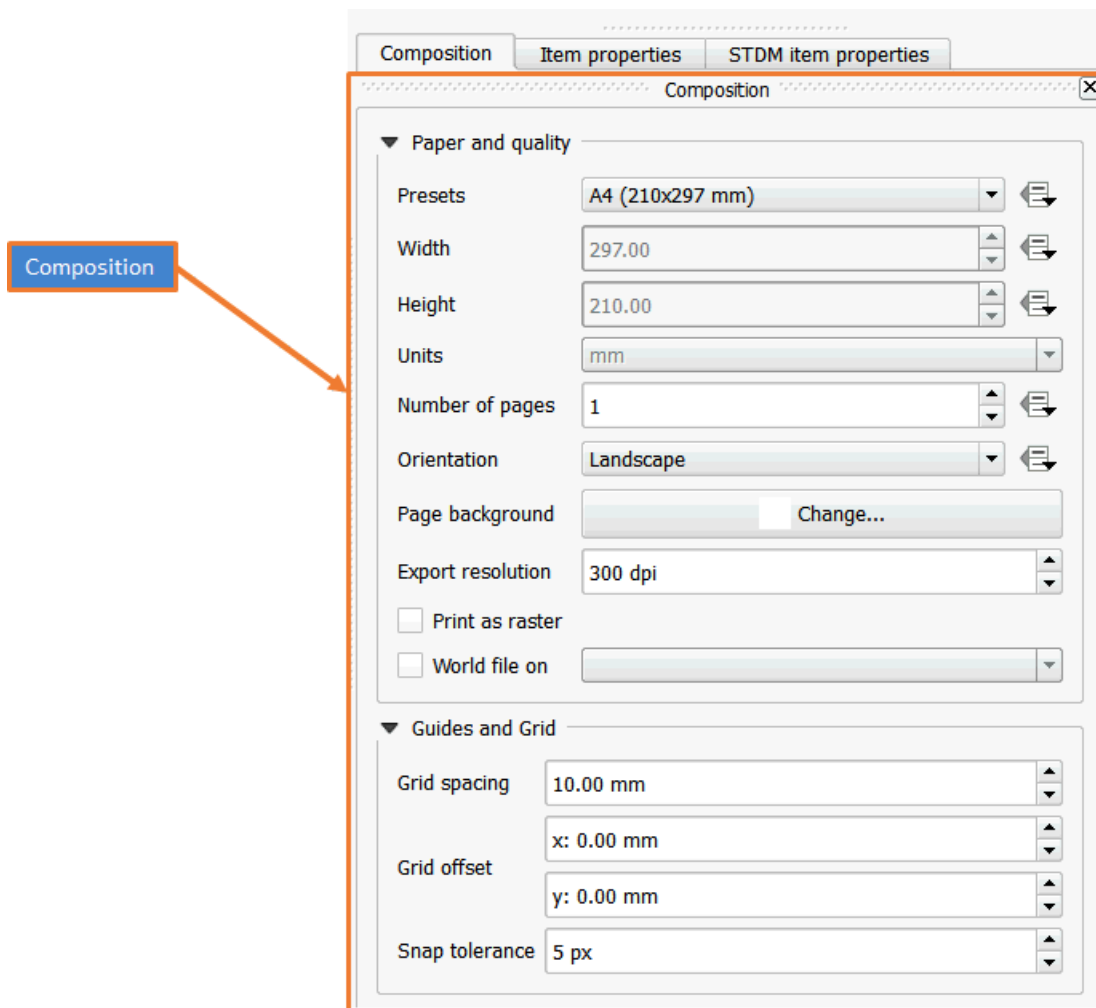 Composition Item properties STDM item properties
Composition
Paper and quality
Presets A4 (210x297 mm)
Width 297.00
Composition
Height 210.00
Units mm
Number of pages 1
Orientation Landscape
Page background Change...
Export resolution 300 dpi
Print as raster
World file on
Guides and Grid
Grid spacing 10.00 mm
x: 0.00 mm
Grid offset
y: 0.00 mm
Snap tolerance 5 px